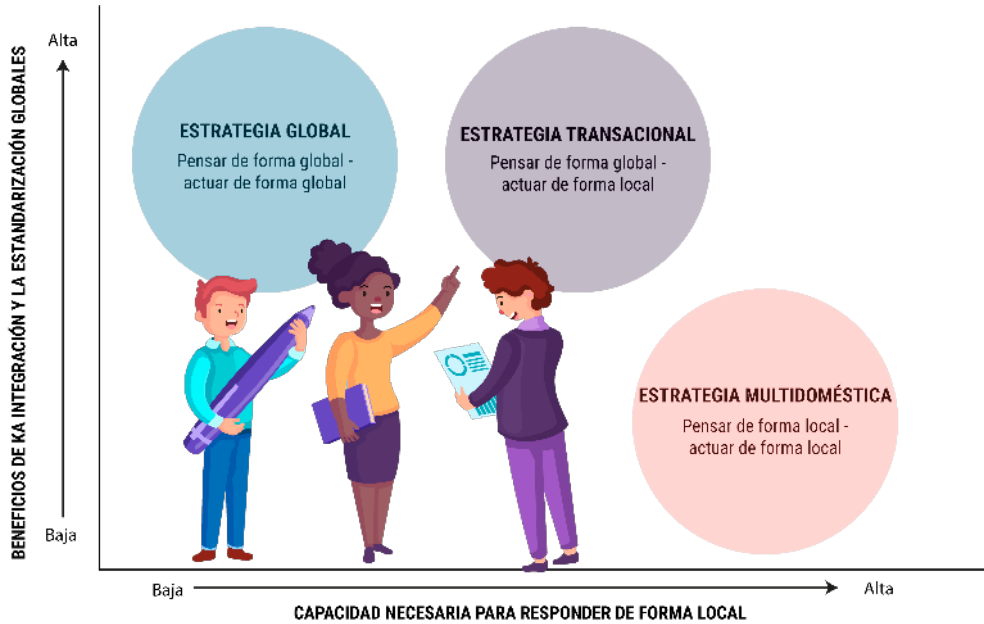 BENEFICIOS DE KA INTEGRACIÓN Y LA ESTANDARIZACIÓN GLOBALES
Alta
Baja
ESTRATEGIA GLOBAL
Pensar de forma global -
actuar de forma global
ESTRATEGIA TRANSACIONAL
Pensar de forma global -
actuar de forma local
ESTRATEGIA MULTIDOMÉSTICA
Pensar de forma local -
actuar de forma local
Baja
Alta
CAPACIDAD NECESARIA PARA RESPONDER DE FORMA LOCAL